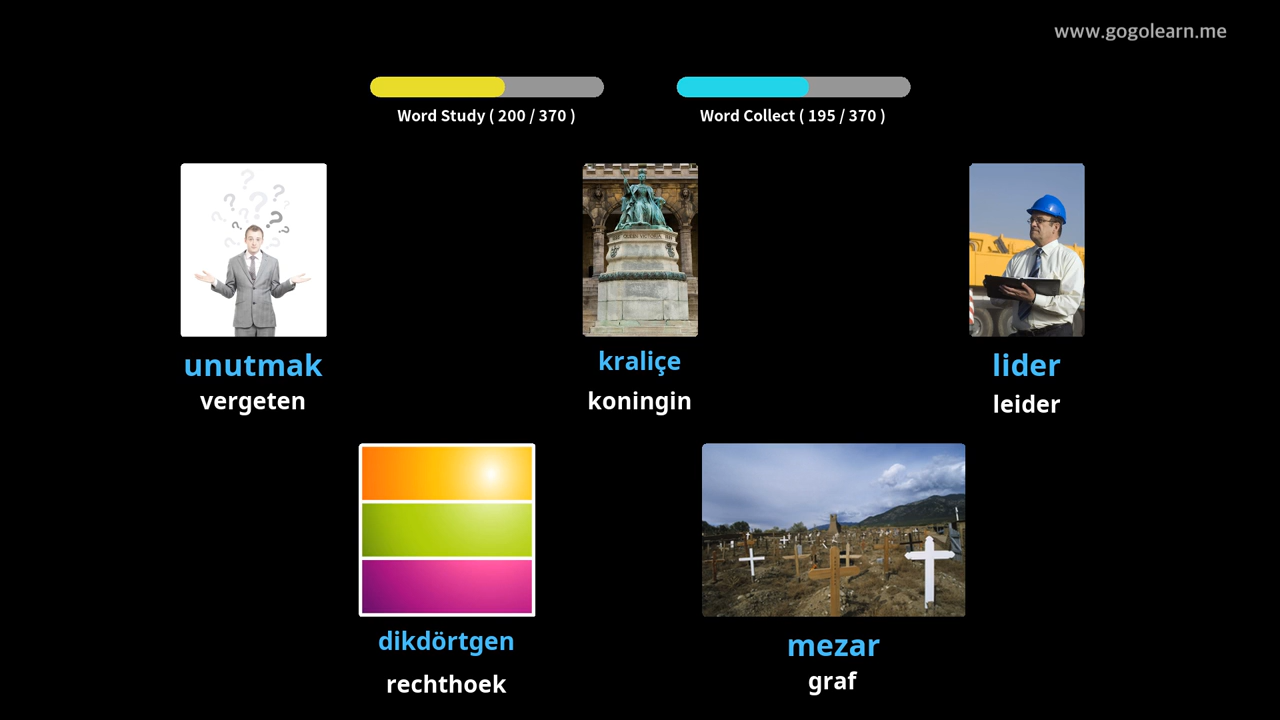 www.gogolearn.me
Word Study ( 200 / 370 )
Word Collect ( 195 / 370 )
unutmak
vergeten
kraliçe
koningin
lider
leider
dikdörtgen
rechthoek
mezar
graf